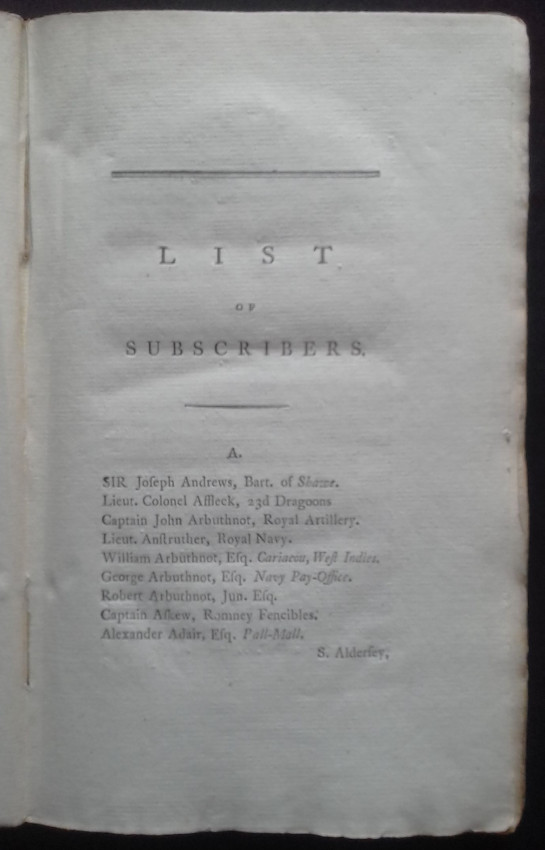 LIST
OF
SUBSCRIBERS.
A.
SIR Joſeph Andrews, Bart. of Shawe.
Lieut. Colonel Affleck, 23d Dragoons
Captain John Arbuthnot, Royal Artillery.
Lieut. Anſtruther, Royal Navy.
William Arbuthnot, Eſq. Cariacou, Weſt Indies.
George Arbuthnot, Eſq. Navy Pay-Office.
Robert Arbuthnot, Jun. Eſq.
Captain Aſkew, Romney Fencibles.
Alexander Adair, Eſq. Pall-Mall.
S. Alderſey,